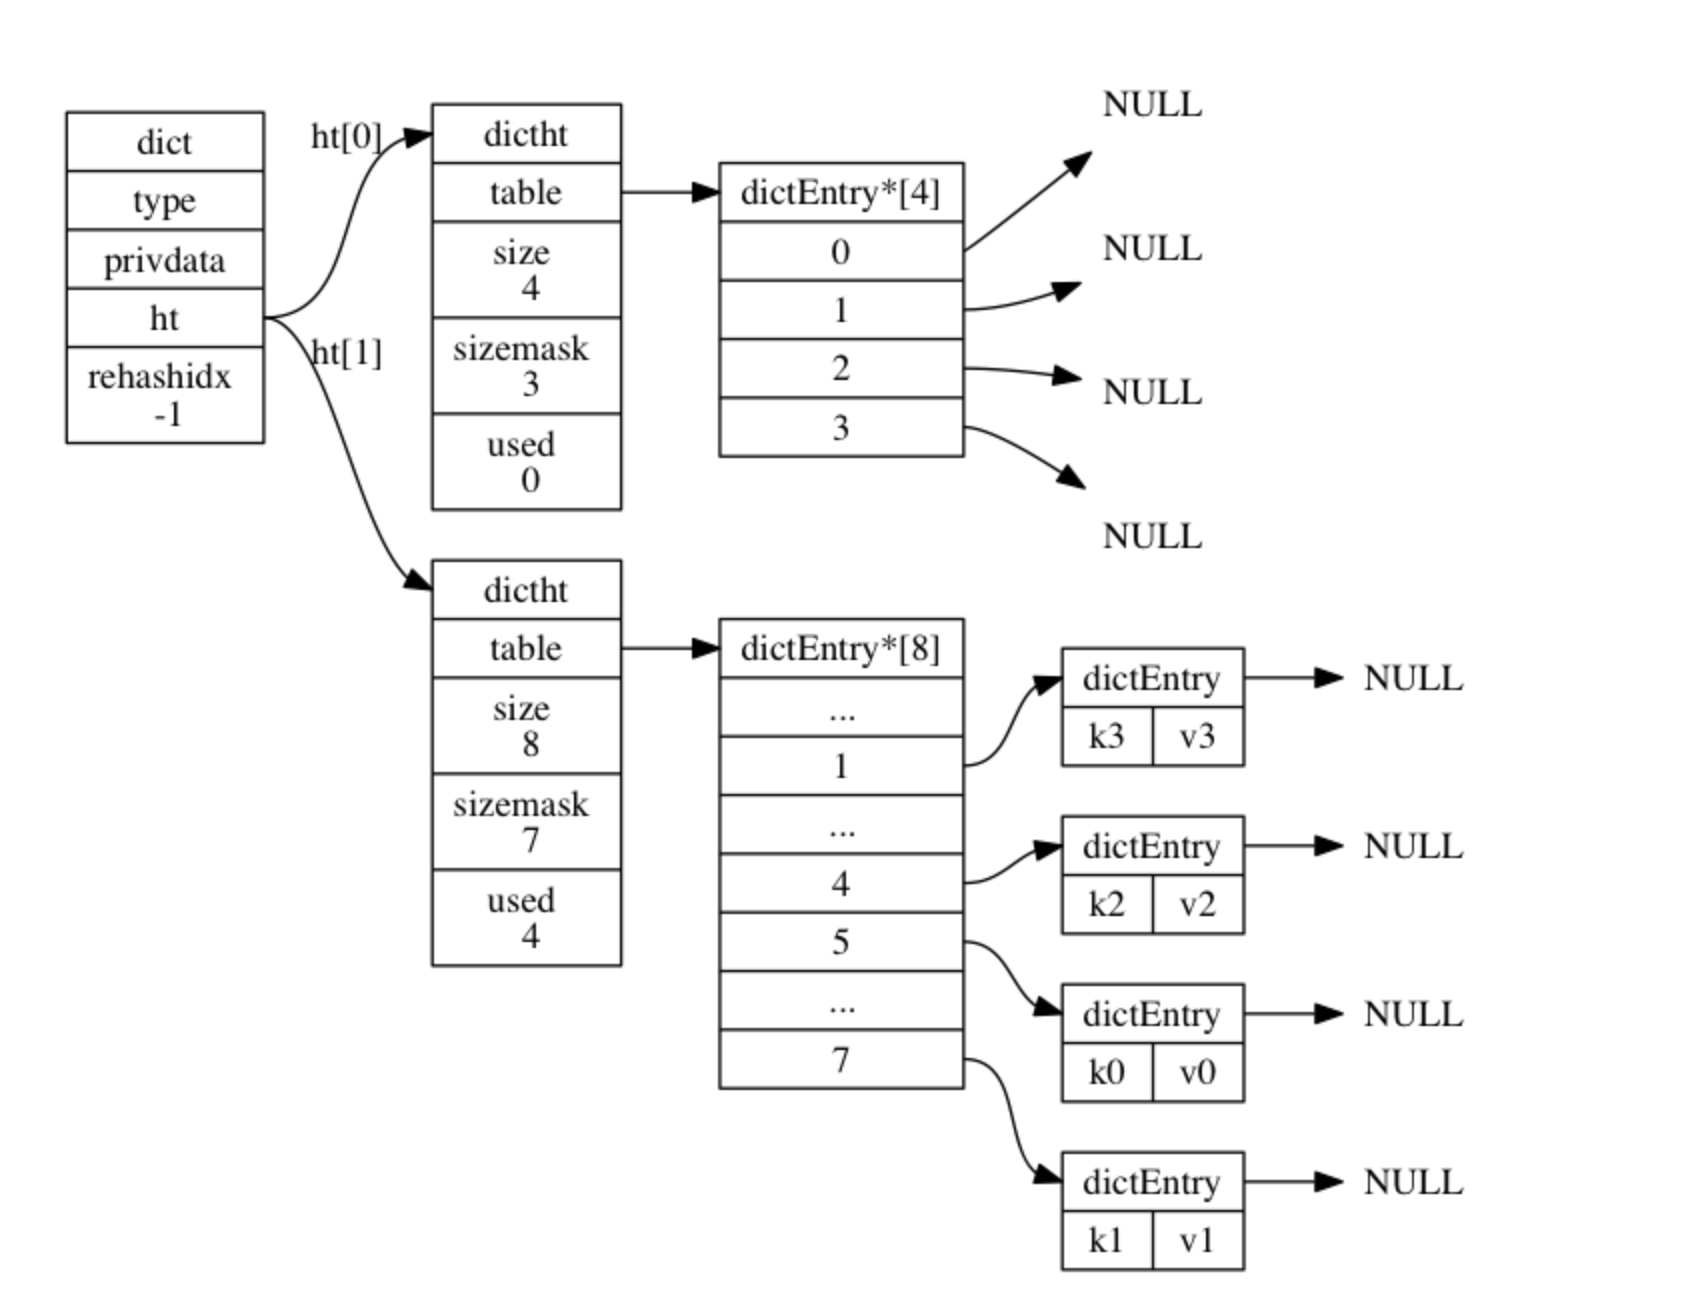 dict
type
privdata
ht
rehashidx
-1
ht[0]
ht[1]
dictht
table
size
4
sizemask
3
used
0
dictEntry*[4]
0
1
2
3
NULL
NULL
NULL
NULL
dictht
table
size
8
sizemask
7
used
4
dictEntry*[8]
...
1
...
4
5
...
7
dictEntry
k3 v3
NULL
dictEntry
k2 v2
NULL
dictEntry
k0 v0
NULL
dictEntry
k1 v1
NULL